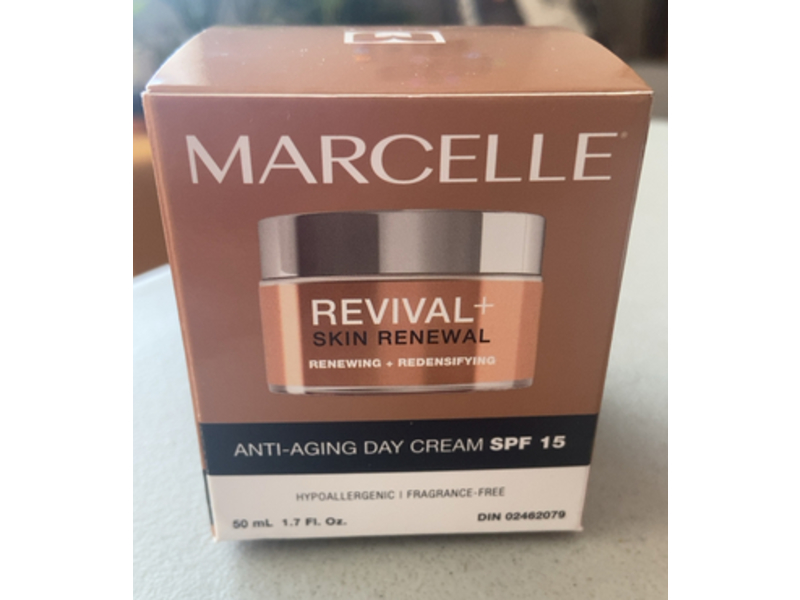 MARCELLE
REVIVAL+
SKIN RENEWAL
RENEWING + REDENSIFYING
ANTI-AGING DAY CREAM SPF 15
HYPOALLERGENIC | FRAGRANCE-FREE
50 mL 1.7 Fl. Oz.
DIN 02462079